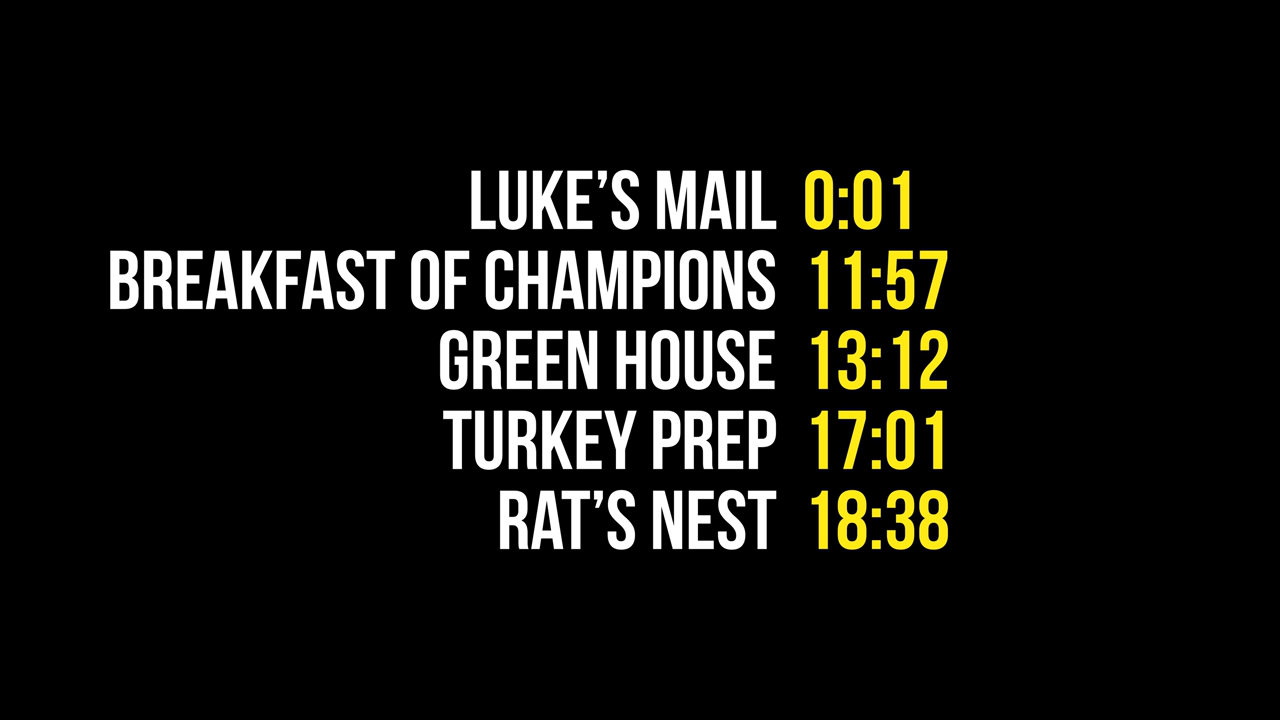 LUKE’S MAIL 0:01
BREAKFAST OF CHAMPIONS 11:57
GREEN HOUSE 13:12
TURKEY PREP 17:01
RAT’S NEST 18:38